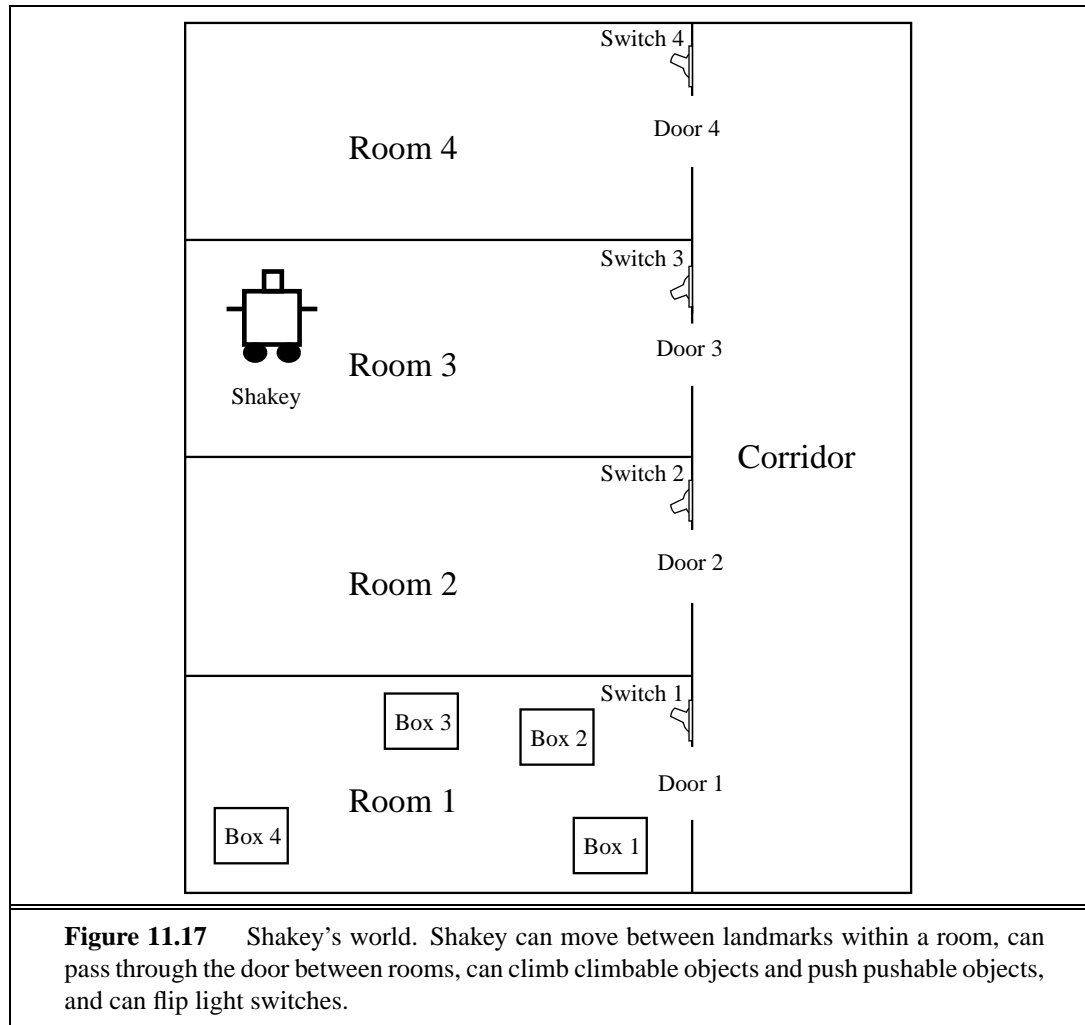 Switch 4
Door 4
Room 4
Switch 3
Door 3
Room 3
Shakey
Corridor
Switch 2
Door 2
Room 2
Switch 1
Box 3
Box 2
Door 1
Room 1
Box 4
Box 1
Figure 11.17 Shakey's world. Shakey can move between landmarks within a room, can
pass through the door between rooms, can climb climbable objects and push pushable objects,
and can flip light switches.